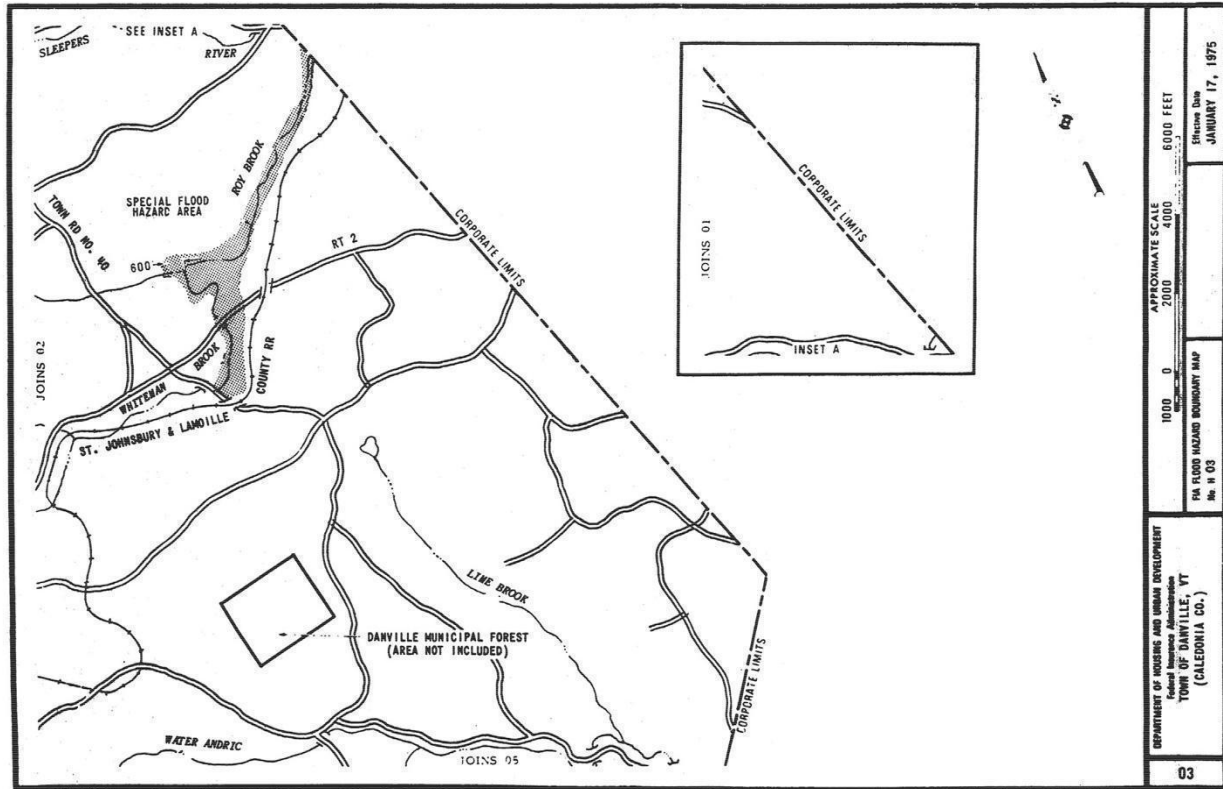 SLEEPERS
SEE INSET A
RIVER
ROY BROOK
SPECIAL FLOOD
HAZARD AREA
TOWN RD NO. 40
600
RT 2
CORPORATE LIMITS
JOINS 02
WHITEMAN
BROOK
COUNTY RR
ST. JOHNSBURY & LAMOILLE
LINE BROOK
DANVILLE MUNICIPAL FOREST
(AREA NOT INCLUDED)
CORPORATE LIMITS
WATER ANDRIC
JOINS 05
CORPORATE LIMITS
JOINS 01
INSET A
APPROXIMATE SCALE
1000 0 2000 4000 6000 FEET
Effective Date
JANUARY 17, 1975
FIA FLOOD HAZARD BOUNDARY MAP
No. H 03
DEPARTMENT OF HOUSING AND URBAN DEVELOPMENT
Federal Insurance Administration
TOWN OF DANVILLE, VT
(CALEDONIA CO.)
03